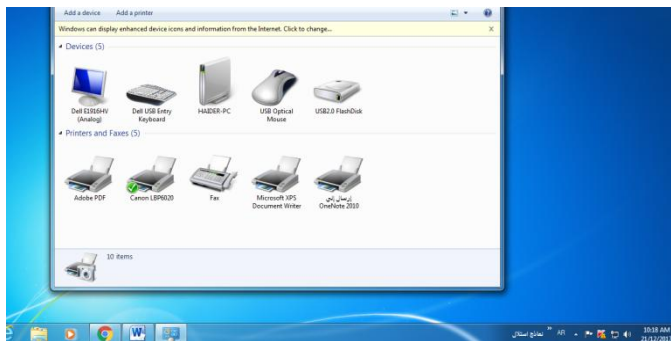 Add a device Add a printer
Windows can display enhanced device icons and information from the Internet. Click to change... X
Devices (5)
Dell E1916HV (Analog)
Dell USB Entry Keyboard
HAIDER-PC
USB Optical Mouse
USB2.0 FlashDisk
Printers and Faxes (5)
Adobe PDF
Canon LBP6020
Fax
Microsoft XPS Document Writer
إرسال إلى OneNote 2010
10 items
AR
10:18 AM